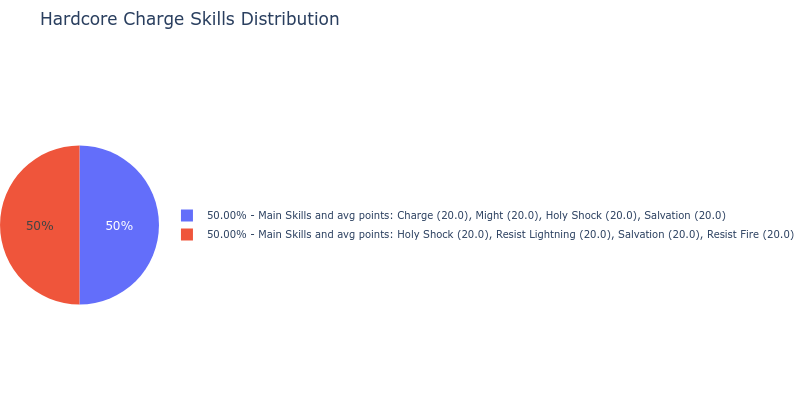 Hardcore Charge Skills Distribution
50%
50%
50.00% - Main Skills and avg points: Charge (20.0), Might (20.0), Holy Shock (20.0), Salvation (20.0)
50.00% - Main Skills and avg points: Holy Shock (20.0), Resist Lightning (20.0), Salvation (20.0), Resist Fire (20.0)